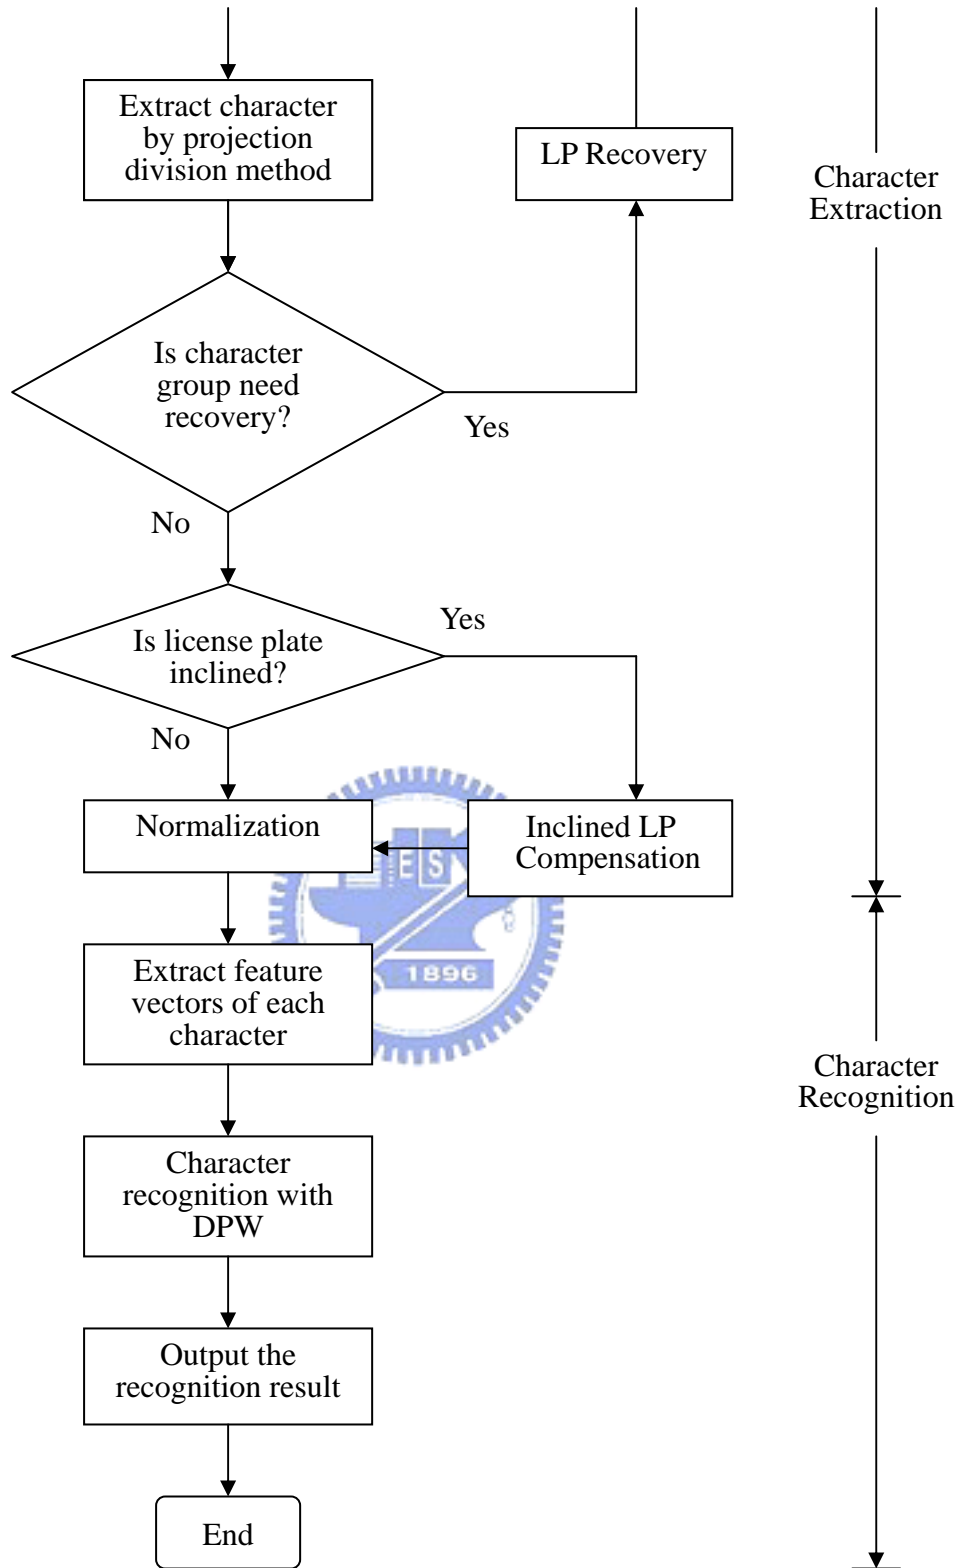 Extract character
by projection
division method
LP Recovery
Character
Extraction
Is character
group need
recovery?
Yes
No
Is license plate
inclined?
Yes
No
Normalization
Inclined LP
Compensation
ES
1896
Extract feature
vectors of each
character
Character
Recognition
Character
recognition with
DPW
Output the
recognition result
End